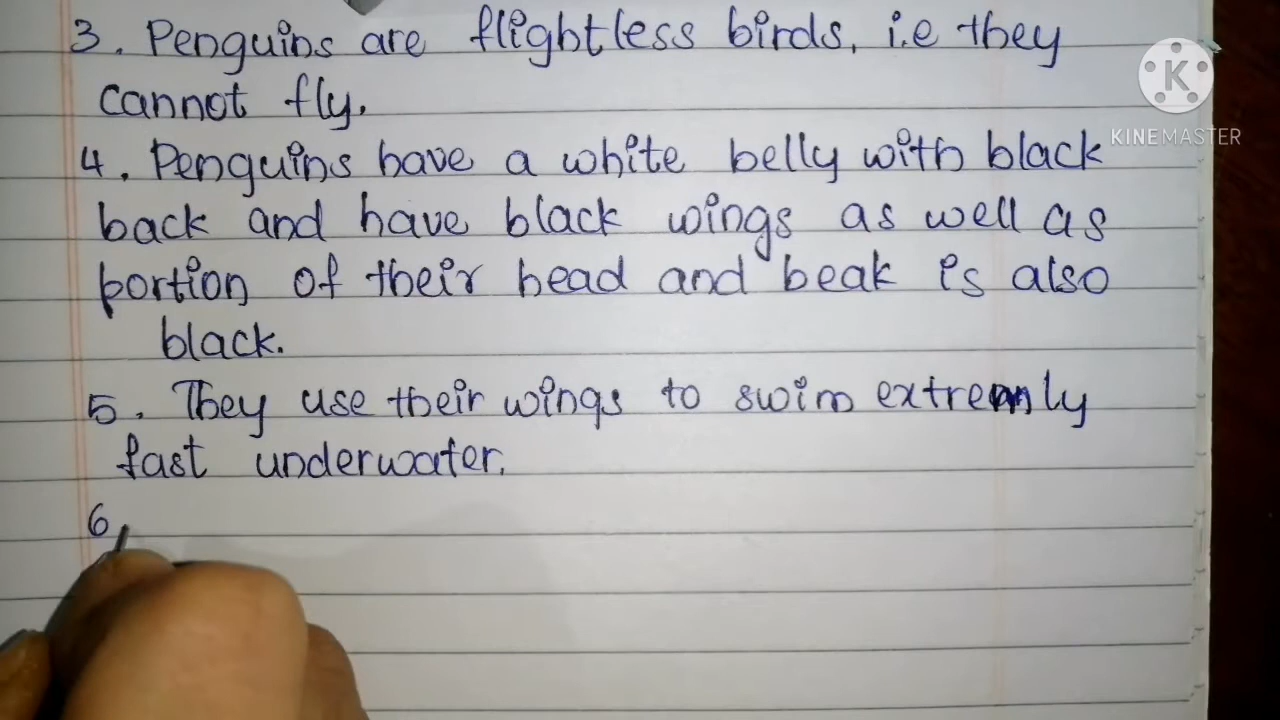 3. Penguins are flightless birds, i.e they
cannot fly.
K
KINEMASTER
4. Penguins have a white belly with black
back and have black wings as well as
portion of their head and beak is also
black.
5. They use their wings to swim extremly
fast underwater.
6.